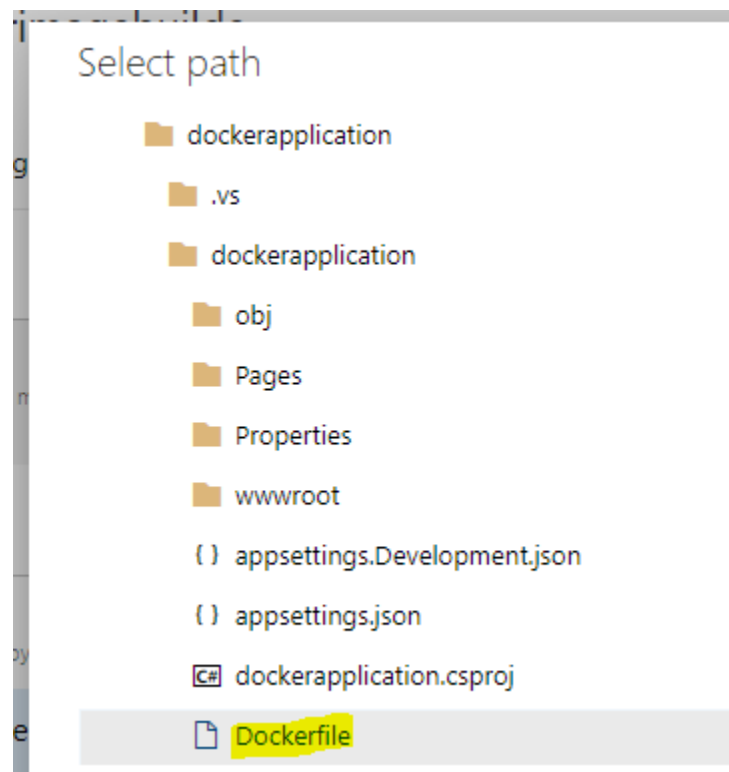 Select path
dockerapplication
.vs
dockerapplication
obj
Pages
Properties
wwwroot
{ } appsettings.Development.json
{ } appsettings.json
C# dockerapplication.csproj
Dockerfile